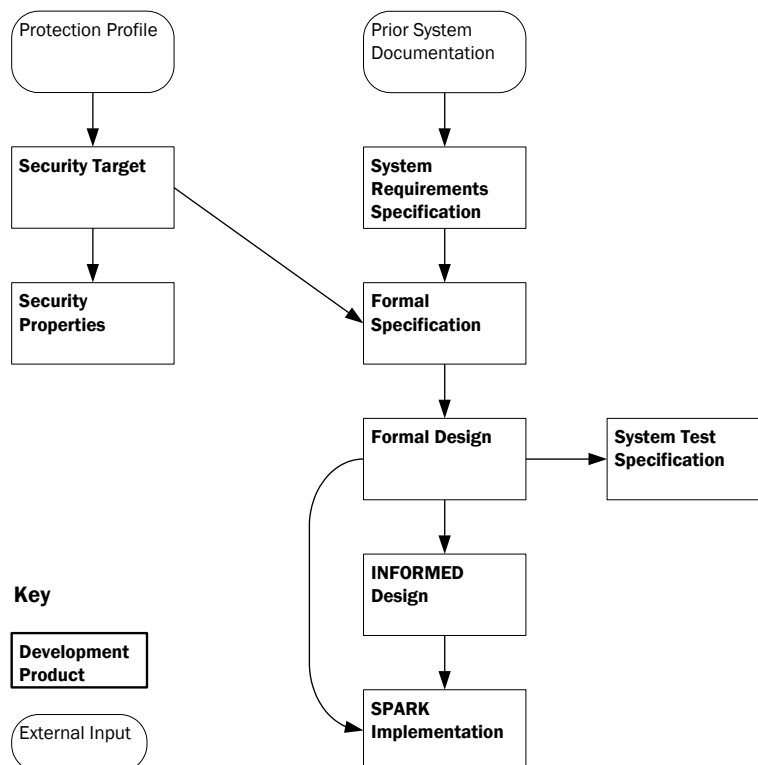 Protection Profile
Prior System
Documentation
Security Target
System
Requirements
Specification
Security
Properties
Formal
Specification
Formal Design
System Test
Specification
INFORMED
Design
Key
Development
Product
SPARK
Implementation
External Input